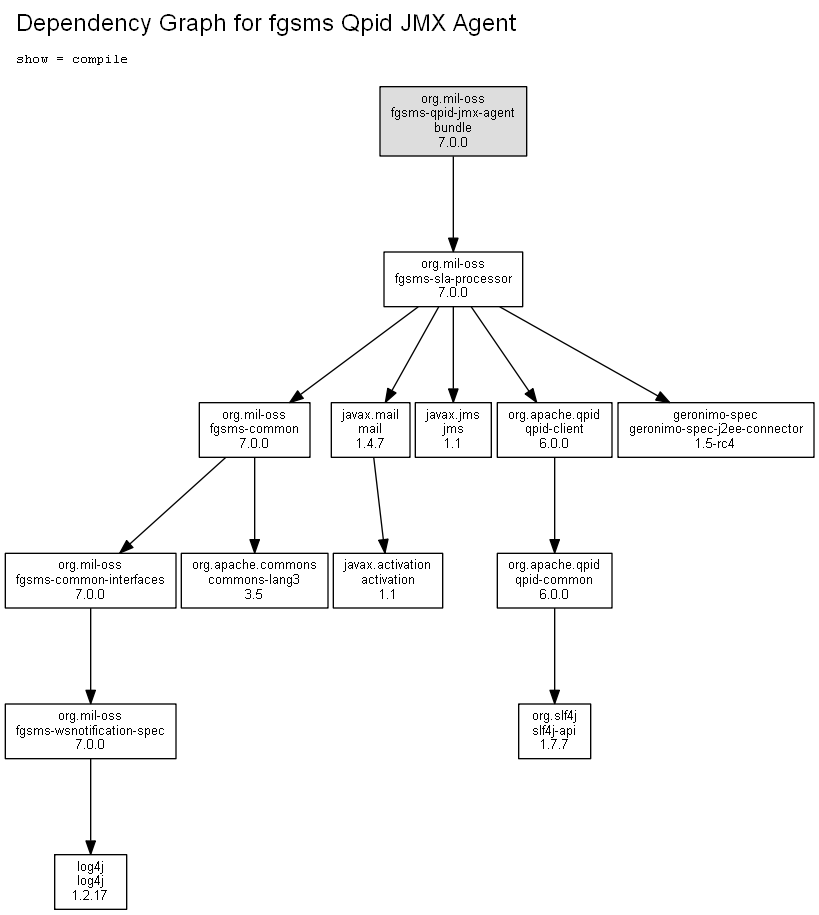 Dependency Graph for fgsms Qpid JMX Agent
show = compile
org.mil-oss
fgsms-qpid-jmx-agent
bundle
7.0.0
org.mil-oss
fgsms-sla-processor
7.0.0
org.mil-oss
fgsms-common
7.0.0
javax.mail
mail
1.4.7
javax.jms
jms
1.1
org.apache.qpid
qpid-client
6.0.0
geronimo-spec
geronimo-spec-j2ee-connector
1.5-rc4
org.mil-oss
fgsms-common-interfaces
7.0.0
org.apache.commons
commons-lang3
3.5
javax.activation
activation
1.1
org.apache.qpid
qpid-common
6.0.0
org.mil-oss
fgsms-wsnotification-spec
7.0.0
org.slf4j
slf4j-api
1.7.7
log4j
log4j
1.2.17